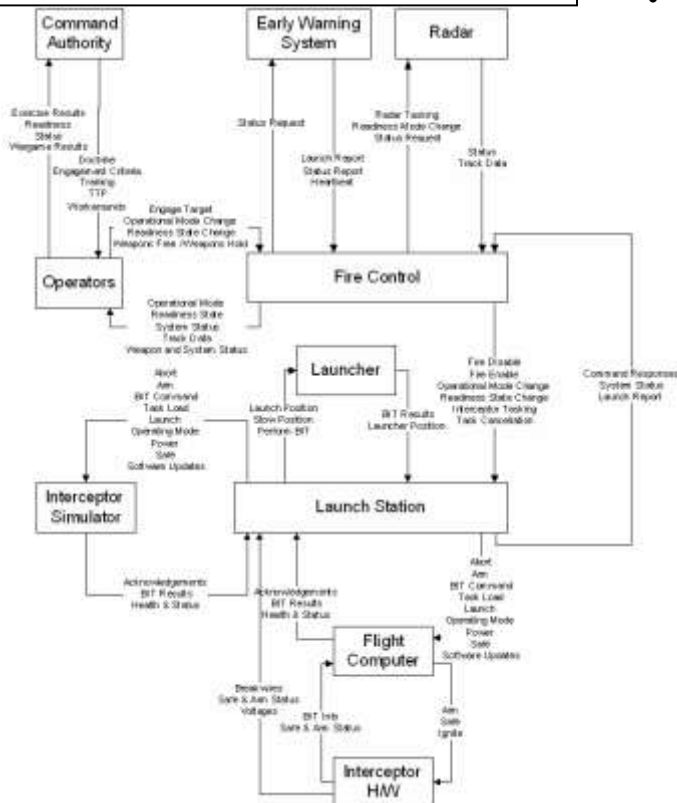 Command
Authority
Early Warning
System
Radar
Exercise Results
Readiness
Status
Wargame Results
Doctrine
Engagement Criteria
Training
TTP
Workarounds
Status Request
Launch Report
Status Report
Heartbeat
Radar Tasking
Readiness Mode Change
Status Request
Status
Track Data
Engage Target
Operational Mode Change
Readiness State Change
Weapons Free / Weapons Hold
Operators
Fire Control
Operational Mode
Readiness State
System Status
Track Data
Weapon and System Status
Launcher
Fire Disable
Fire Enable
Operational Mode Change
Readiness State Change
Interceptor Tasking
Task Cancellation
Command Responses
System Status
Launch Report
Abort
Arm
BIT Command
Task Load
Launch
Operating Mode
Power
Safe
Software Updates
Launch Position
Stow Position
Perform BIT
BIT Results
Launcher Position
Interceptor
Simulator
Launch Station
Acknowledgements
BIT Results
Health & Status
Acknowledgements
BIT Results
Health & Status
Abort
Arm
BIT Command
Task Load
Launch
Operating Mode
Power
Safe
Software Updates
Flight
Computer
Breakwires
Safe & Arm Status
Voltages
BIT Info
Safe & Arm Status
Arm
Safe
Ignite
Interceptor
H/W